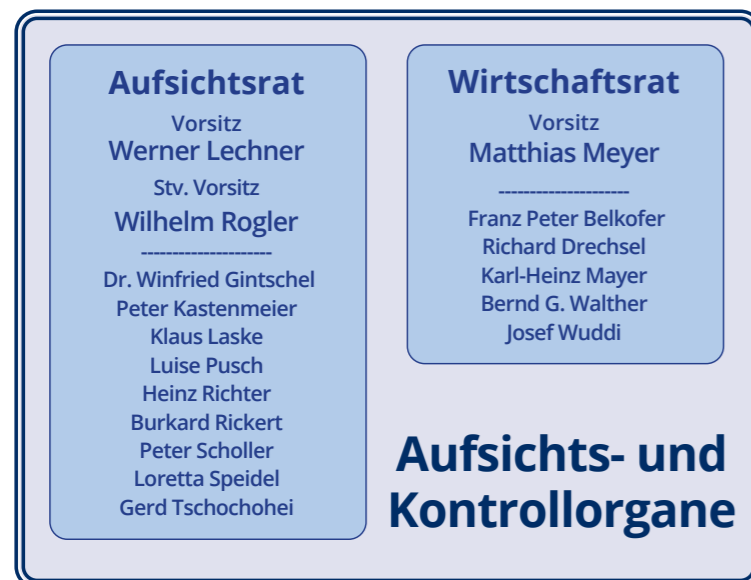 Aufsichtsrat
Vorsitz
Werner Lechner
Stv. Vorsitz
Wilhelm Rogler
---------------------
Dr. Winfried Gintschel
Peter Kastenmeier
Klaus Laske
Luise Pusch
Heinz Richter
Burkard Rickert
Peter Scholler
Loretta Speidel
Gerd Tschochohei
Wirtschaftsrat
Vorsitz
Matthias Meyer
---------------------
Franz Peter Belkofer
Richard Drechsel
Karl-Heinz Mayer
Bernd G. Walther
Josef Wuddi
Aufsichts- und
Kontrollorgane